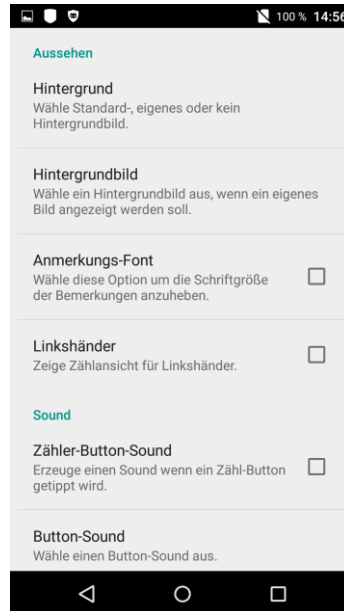 100 % 14:56
Aussehen
Hintergrund
Wähle Standard-, eigenes oder kein
Hintergrundbild.
Hintergrundbild
Wähle ein Hintergrundbild aus, wenn ein eigenes
Bild angezeigt werden soll.
Anmerkungs-Font
Wähle diese Option um die Schriftgröße
der Bemerkungen anzuheben.
Linkshänder
Zeige Zählansicht für Linkshänder.
Sound
Zähler-Button-Sound
Erzeuge einen Sound wenn ein Zähl-Button
getippt wird.
Button-Sound
Wähle einen Button-Sound aus.